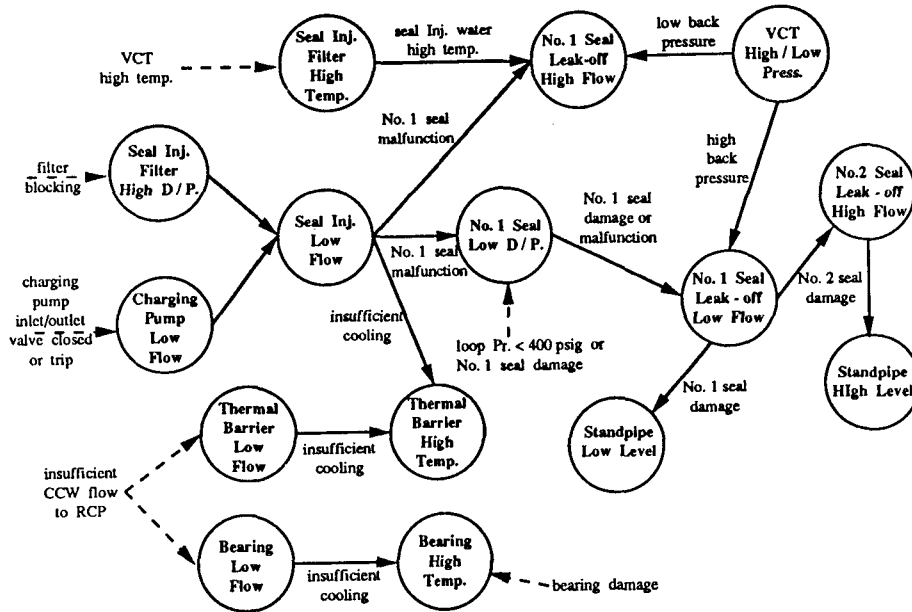 VCT
high temp.
Seal Inj.
Filter
High
Temp.
seal Inj. water
high temp.
No. 1 Seal
Leak-off
High Flow
low back
pressure
VCT
High / Low
Press.
No. 1 seal
malfunction
high
back
pressure
filter
blocking
Seal Inj.
Filter
High D / P.
Seal Inj.
Low
Flow
No. 1 seal
malfunction
No. 1 Seal
Low D / P.
No. 1 seal
damage or
malfunction
No.2 Seal
Leak - off
High Flow
No. 1 Seal
Leak - off
Low Flow
No. 2 seal
damage
charging
pump
inlet/outlet
valve closed
or trip
Charging
Pump
Low
Flow
insufficient
cooling
loop Pr. < 400 psig or
No. 1 seal damage
No. 1 seal
damage
Standpipe
HIgh Level
Standpipe
Low Level
Thermal
Barrier
Low
Flow
insufficient
cooling
Thermal
Barrier
High
Temp.
insufficient
CCW flow
to RCP
Bearing
Low
Flow
insufficient
cooling
Bearing
High
Temp.
bearing damage